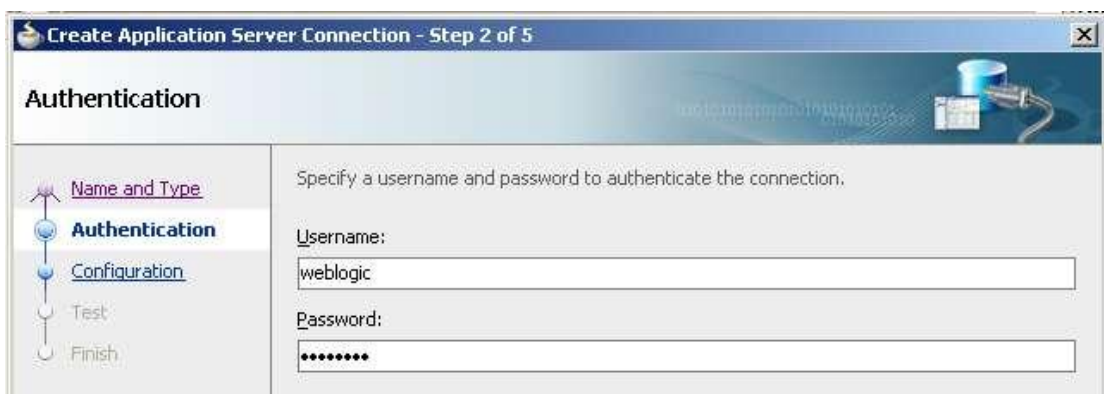 Create Application Server Connection - Step 2 of 5
Authentication
Name and Type
Authentication
Configuration
Test
Finish
Specify a username and password to authenticate the connection.
Username:
weblogic
Password:
••••••••